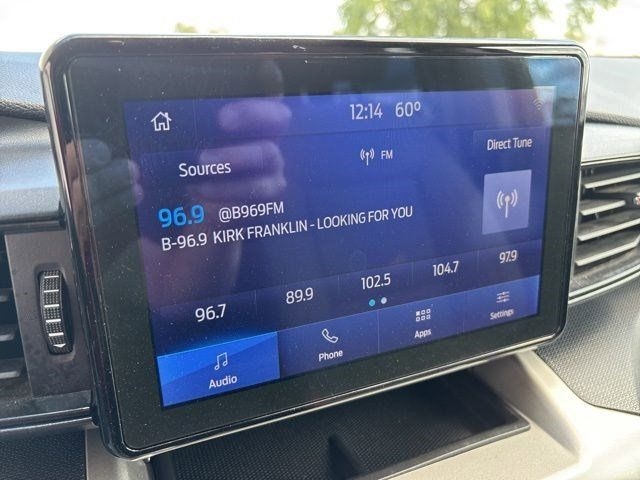 12:14 60°
Sources
FM
Direct Tune
96.9 @B969FM
B-96.9 KIRK FRANKLIN - LOOKING FOR YOU
96.7 89.9 102.5 104.7 97.9
Audio Phone Apps Settings